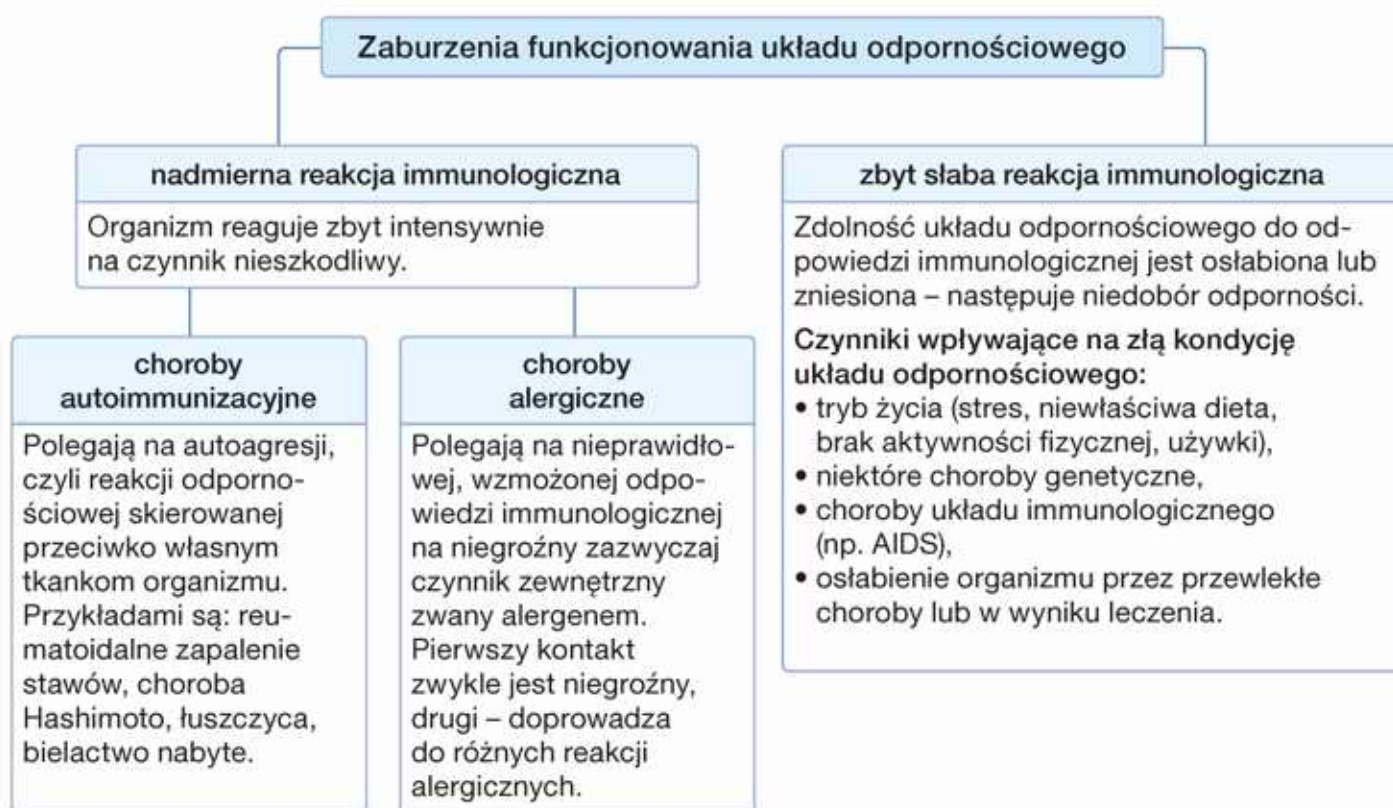 Zaburzenia funkcjonowania układu odpornościowego
nadmierna reakcja immunologiczna
Organizm reaguje zbyt intensywnie
na czynnik nieszkodliwy.
choroby
autoimmunizacyjne
Polegają na autoagresji,
czyli reakcji odporno-
ściowej skierowanej
przeciwko własnym
tkankom organizmu.
Przykładami są: reu-
matoidalne zapalenie
stawów, choroba
Hashimoto, łuszczyca,
bielactwo nabyte.
choroby
alergiczne
Polegają na nieprawidło-
wej, wzmożonej odpo-
wiedzi immunologicznej
na niegroźny zazwyczaj
czynnik zewnętrzny
zwany alergenem.
Pierwszy kontakt
zwykle jest niegroźny,
drugi – doprowadza
do różnych reakcji
alergicznych.
zbyt słaba reakcja immunologiczna
Zdolność układu odpornościowego do od-
powiedzi immunologicznej jest osłabiona lub
zniesiona – następuje niedobór odporności.
Czynniki wpływające na złą kondycję
układu odpornościowego:
• tryb życia (stres, niewłaściwa dieta,
brak aktywności fizycznej, używki),
• niektóre choroby genetyczne,
• choroby układu immunologicznego
(np. AIDS),
• osłabienie organizmu przez przewlekłe
choroby lub w wyniku leczenia.